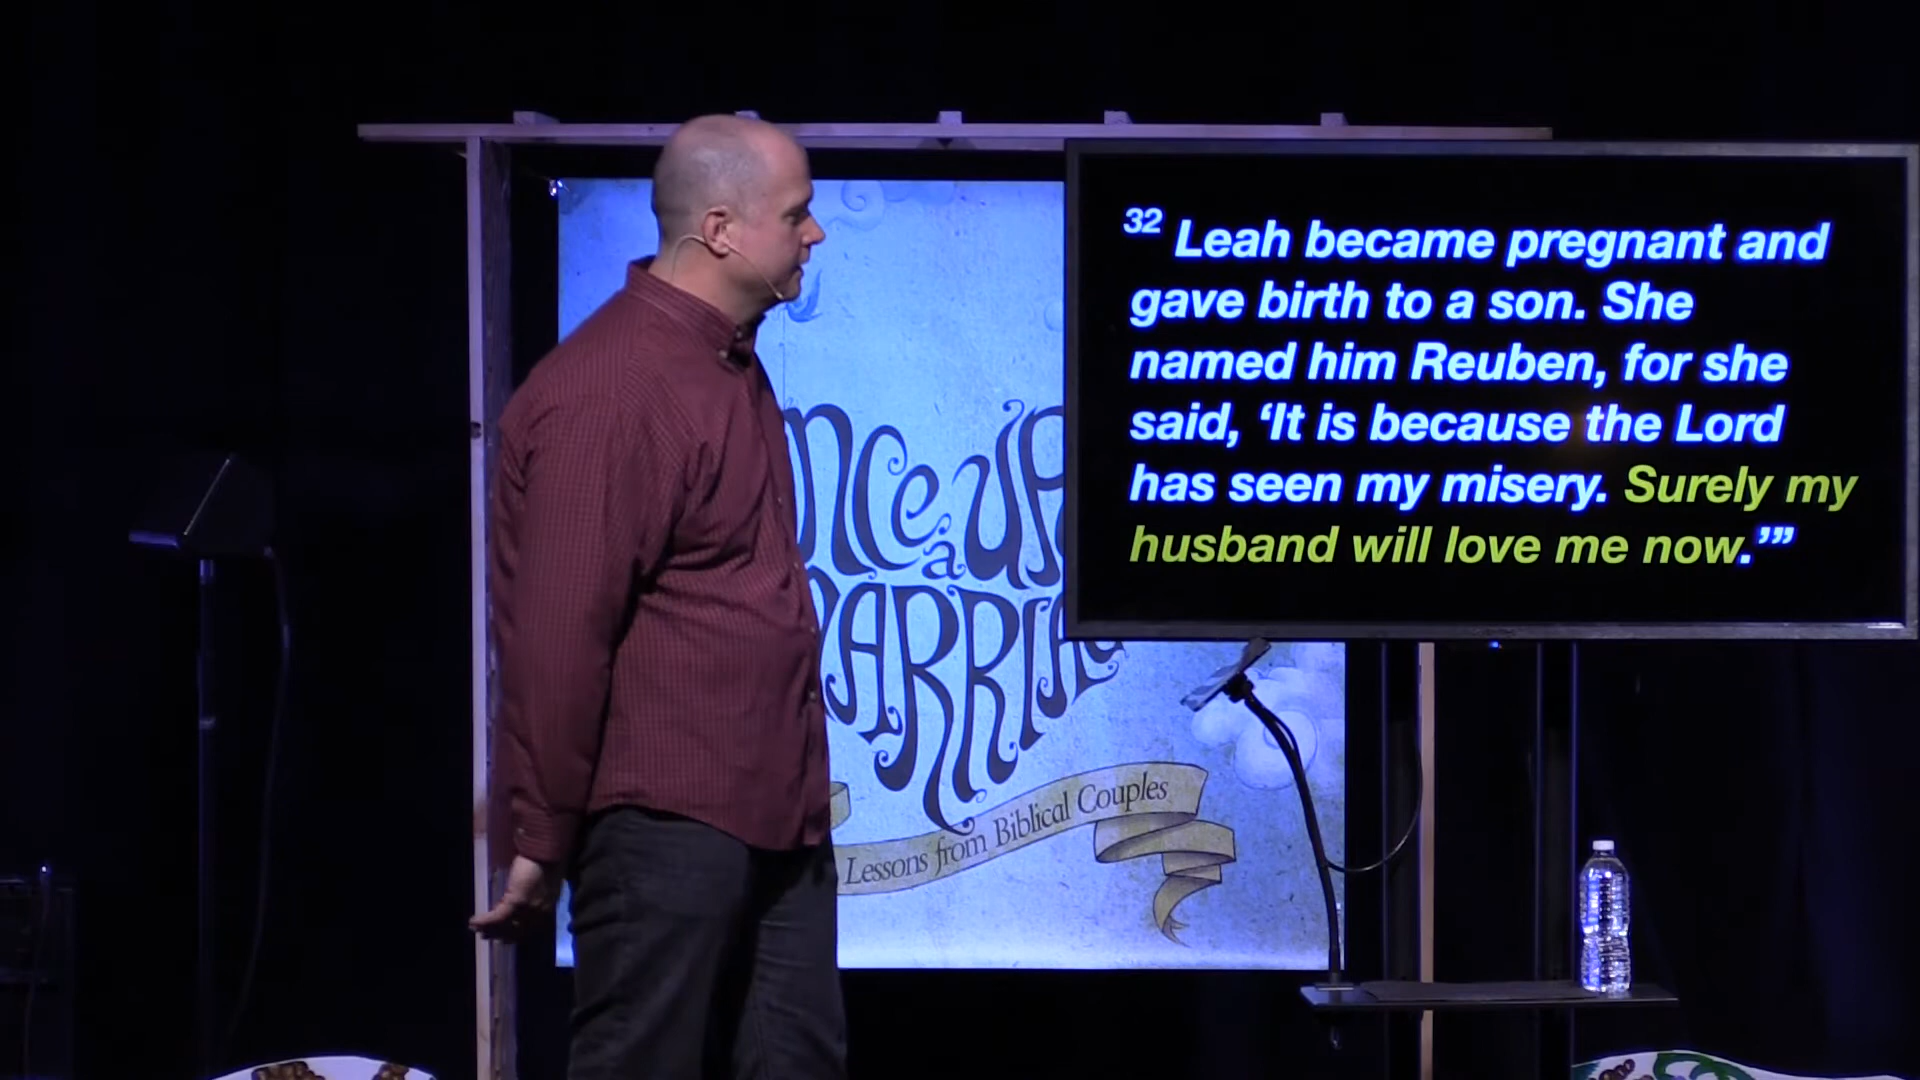 32 Leah became pregnant and
gave birth to a son. She
named him Reuben, for she
said, ‘It is because the Lord
has seen my misery. Surely my
husband will love me now.’”
a
Lessons from Biblical Couples